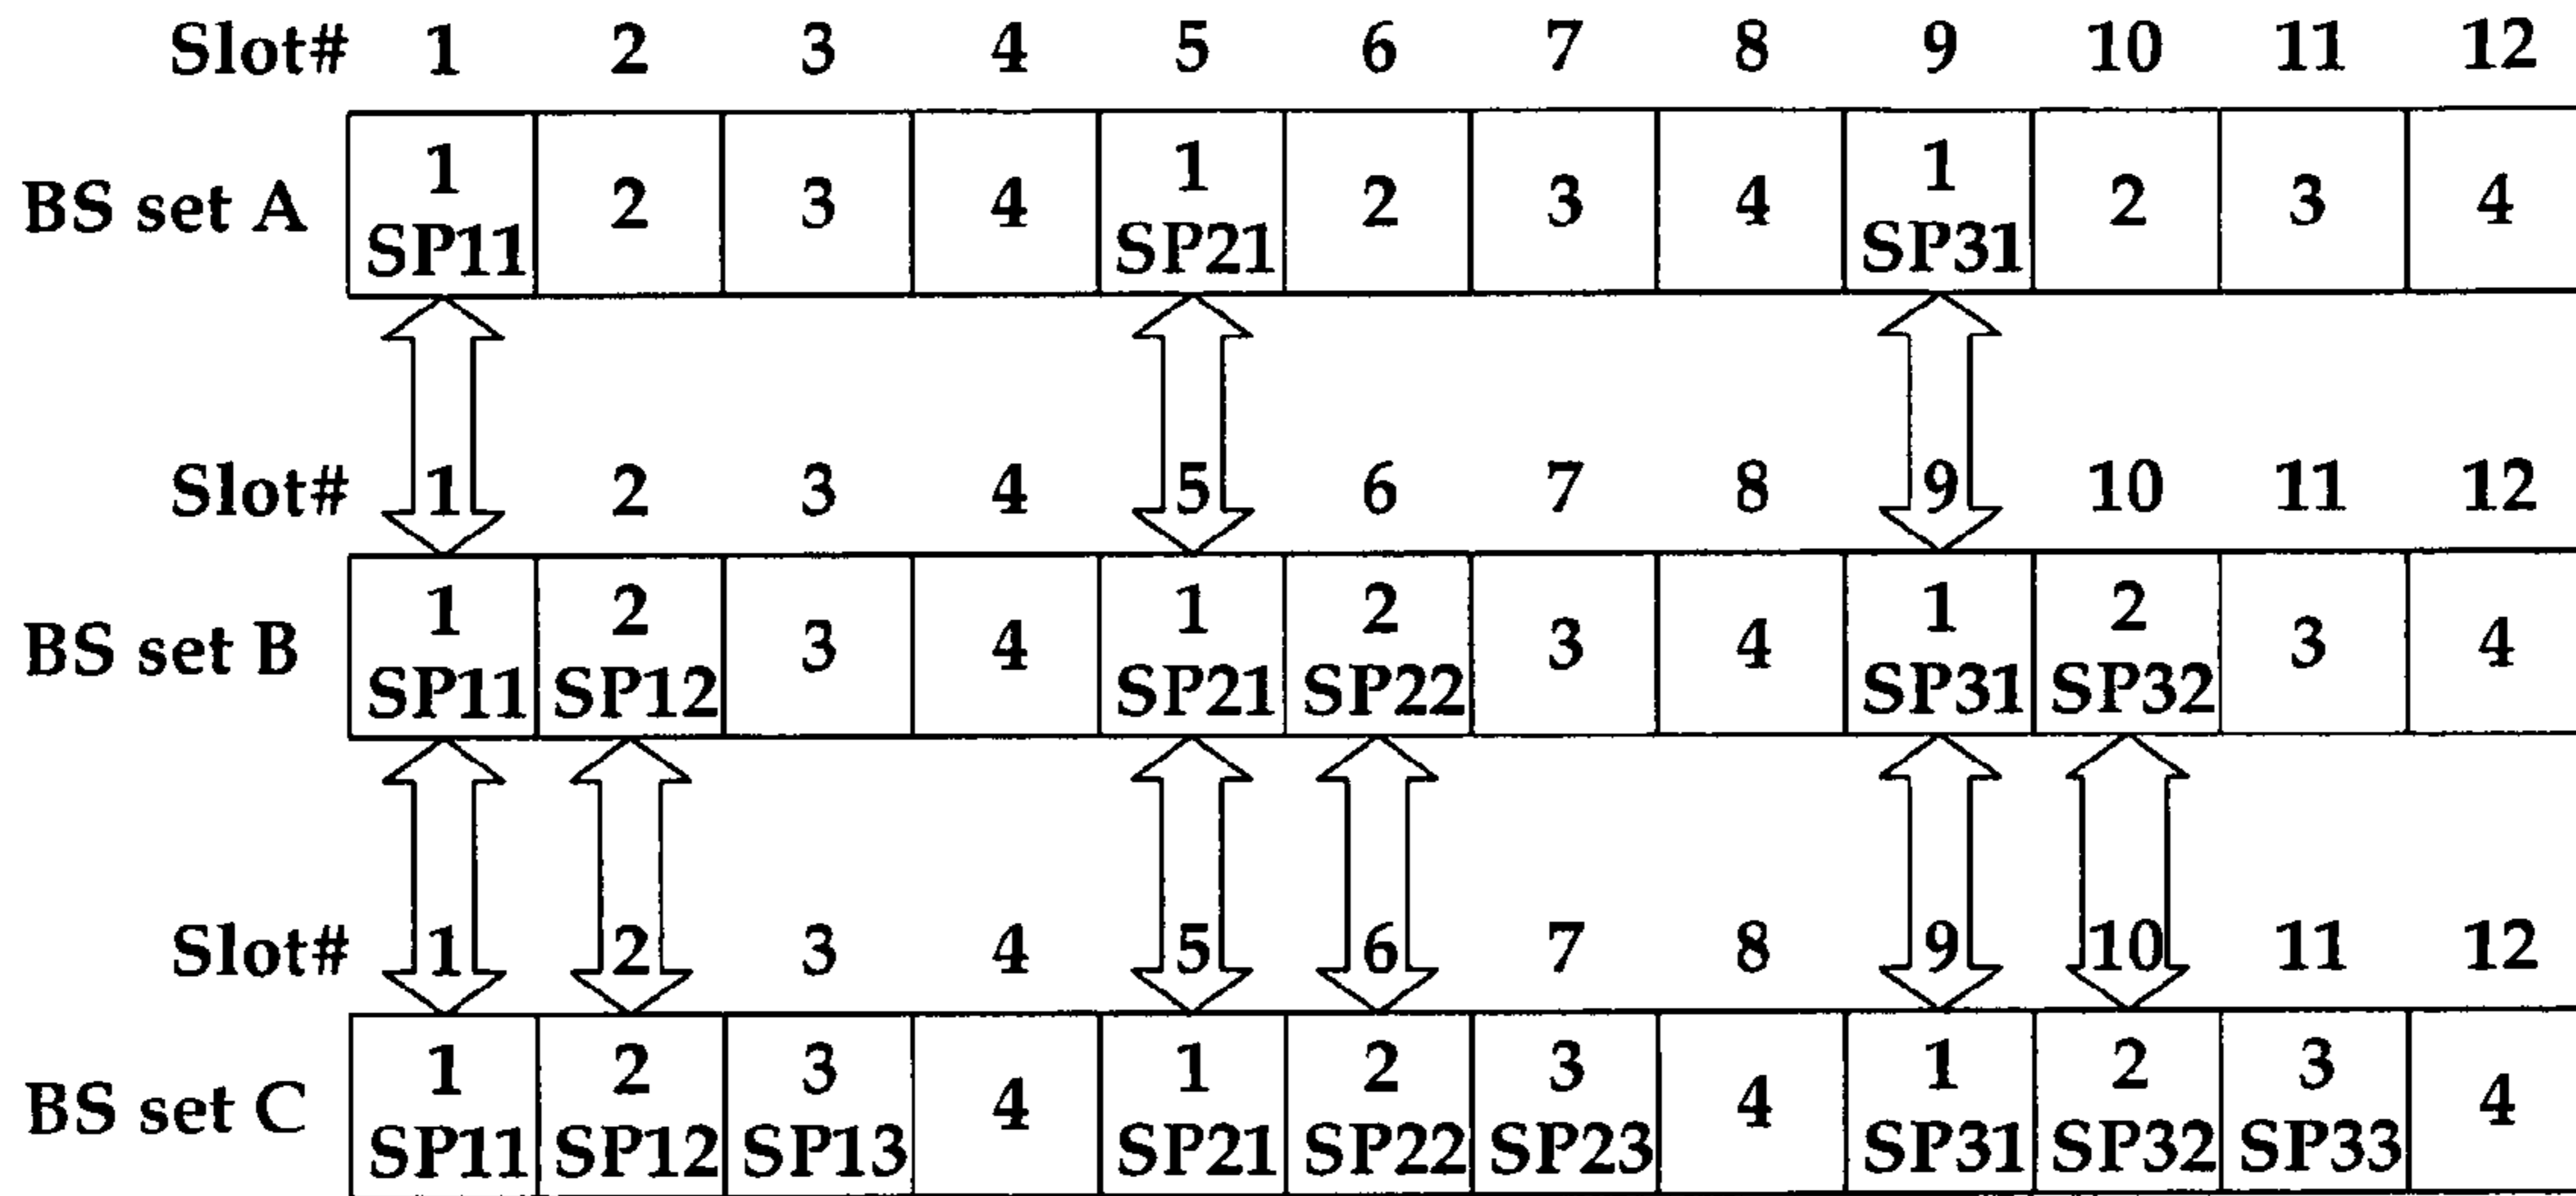 Slot# 1 2 3 4 5 6 7 8 9 10 11 12
1 1 1
BS set A 2 3 4 2 3 4 2 3 4
SP11 SP21 SP31
Slot# 1 2 3 4 5 6 7 8 9 10 11 12
1 2 1 2 1 2
BS set B 3 4 3 4 3 4
SP11 SP12 SP21 SP22 SP31 SP32
Slot# 1 2 3 4 5 6 7 8 9 10 11 12
1 2 3 1 2 3 1 2 3
BS set C 4 4 4
SP11 SP12 SP13 SP21 SP22 SP23 SP31 SP32 SP33